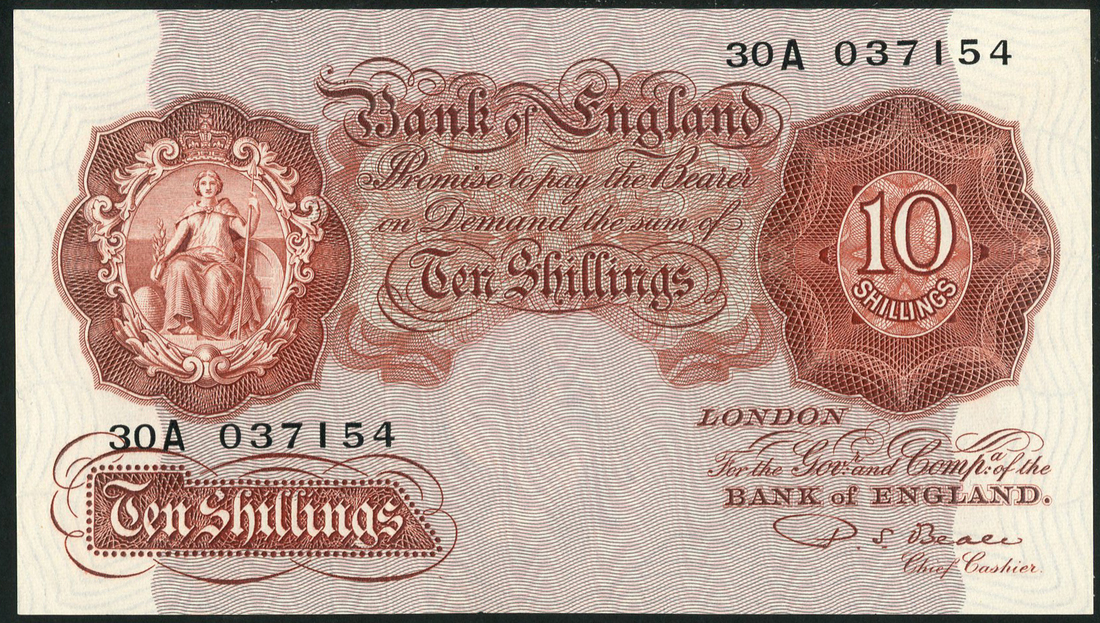 30A 037154
Bank of England
Promise to pay the Bearer
on Demand the sum of
Ten Shillings
10
SHILLINGS
30A 037154
Ten Shillings
LONDON
For the Govr. and Compa. of the
BANK of ENGLAND.
P. S. Beale
Chief Cashier.